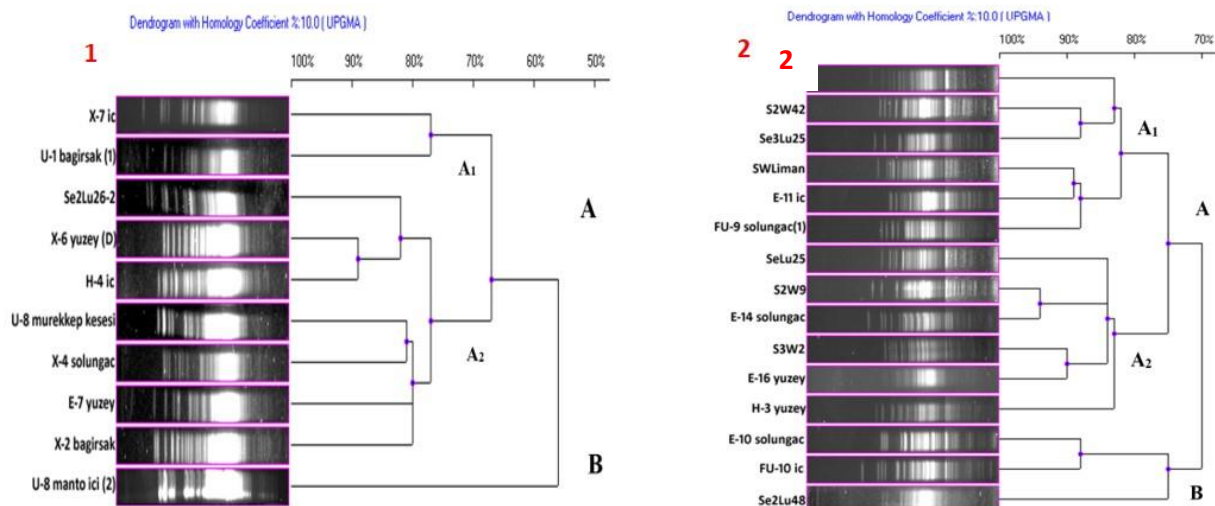 Dendrogram with Homology Coefficient %:10.0 ( UPGMA )
1
100% 90% 80% 70% 60% 50%
X-7 ic
U-1 bagirsak (1)
A1
Se2Lu26-2
A
X-6 yuzey (D)
H-4 ic
U-8 murekkep kesesi
X-4 solungac
A2
E-7 yuzey
X-2 bagirsak
B
U-8 manto ici (2)
Dendrogram with Homology Coefficient %:10.0 ( UPGMA )
2 2
100% 90% 80% 70%
S2W42
A1
Se3Lu25
SWLiman
E-11 ic
A
FU-9 solungac(1)
SeLu25
S2W9
E-14 solungac
S3W2
A2
E-16 yuzey
H-3 yuzey
E-10 solungac
FU-10 ic
B
Se2Lu48